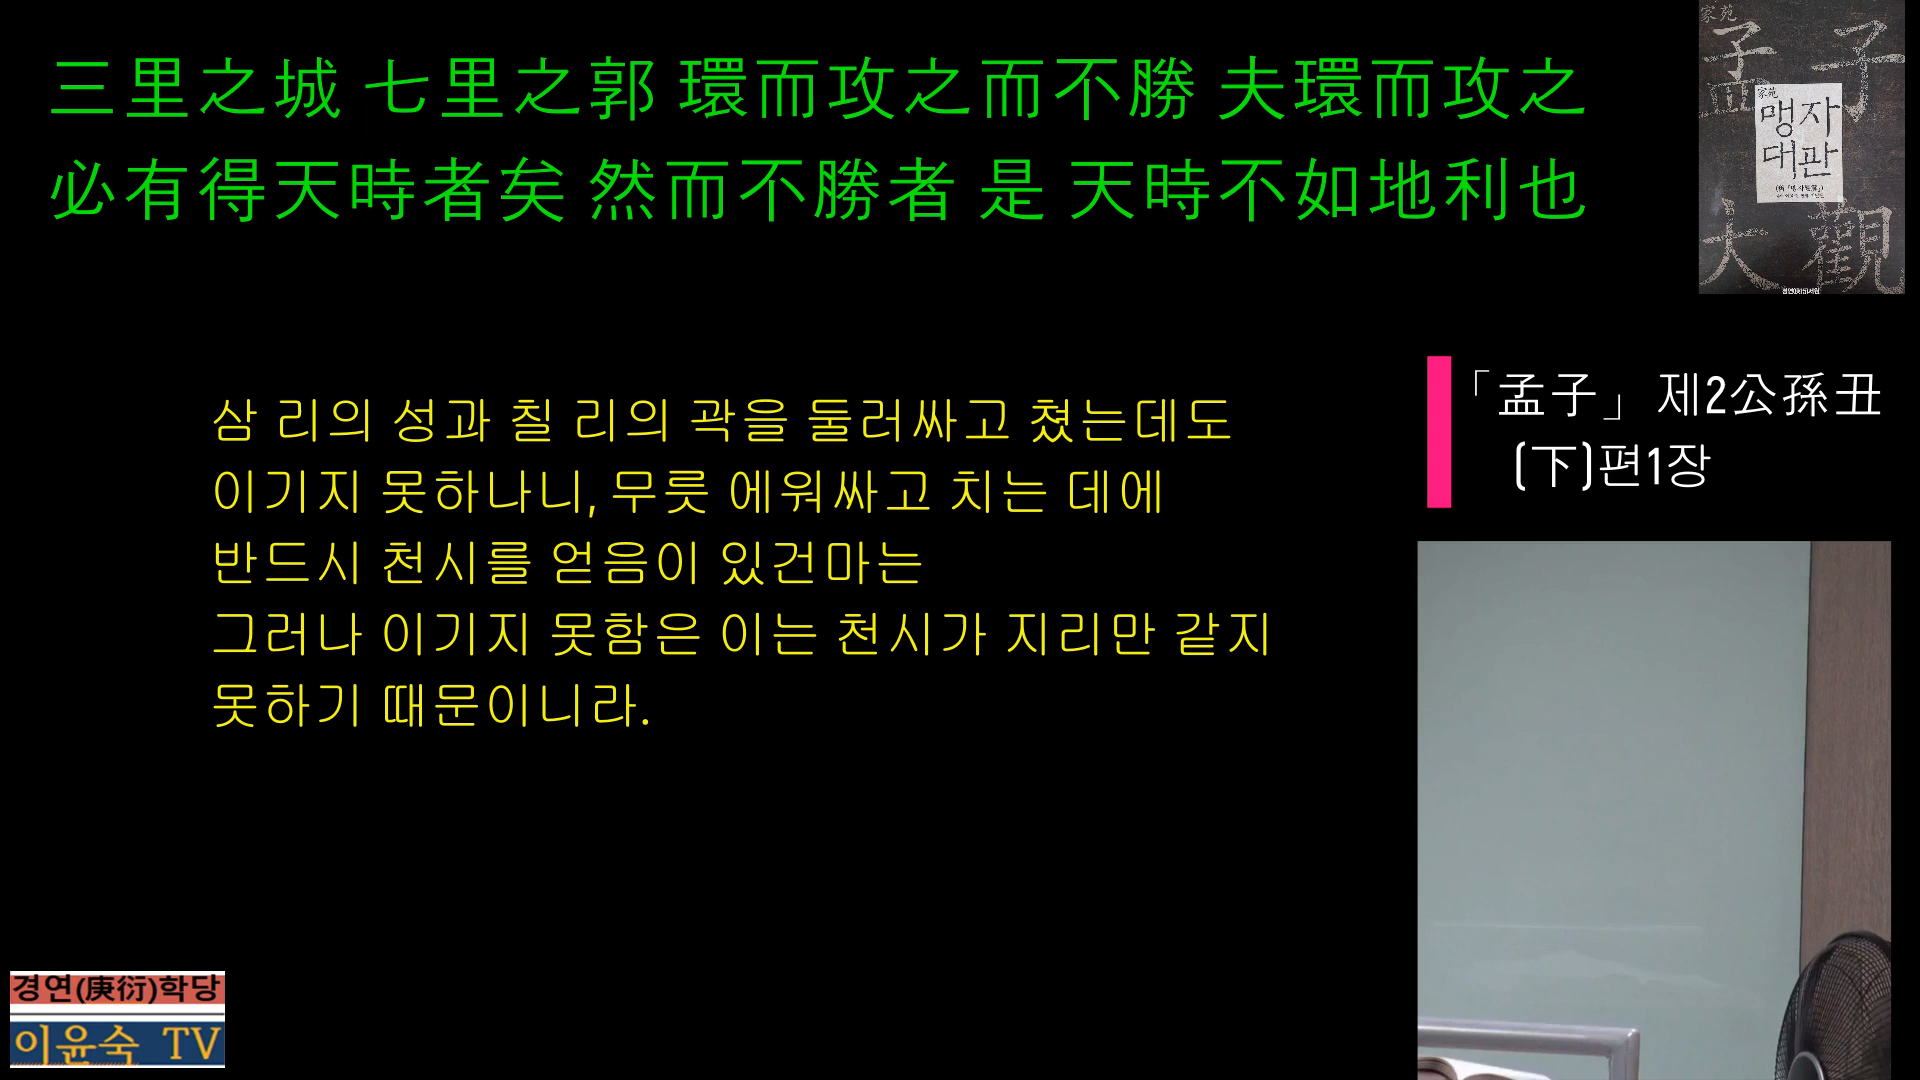 三里之城 七里之郭 環而攻之而不勝 夫環而攻之
必有得天時者矣 然而不勝者 是 天時不如地利也
家苑
孟子
家苑
맹자
대관
大觀
「孟子」제2公孫丑
(下)편1장
삼 리의 성과 칠 리의 곽을 둘러싸고 쳤는데도
이기지 못하나니, 무릇 에워싸고 치는 데에
반드시 천시를 얻음이 있건마는
그러나 이기지 못함은 이는 천시가 지리만 같지
못하기 때문이니라.
경연(庚衍)학당
이윤숙 TV